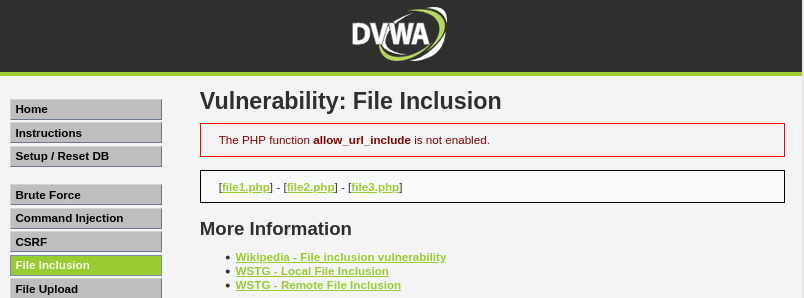 DVWA
Vulnerability: File Inclusion
Home
Instructions
Setup / Reset DB
Brute Force
Command Injection
CSRF
File Inclusion
File Upload
The PHP function allow_url_include is not enabled.
[file1.php] - [file2.php] - [file3.php]
More Information
• Wikipedia - File inclusion vulnerability
• WSTG - Local File Inclusion
• WSTG - Remote File Inclusion